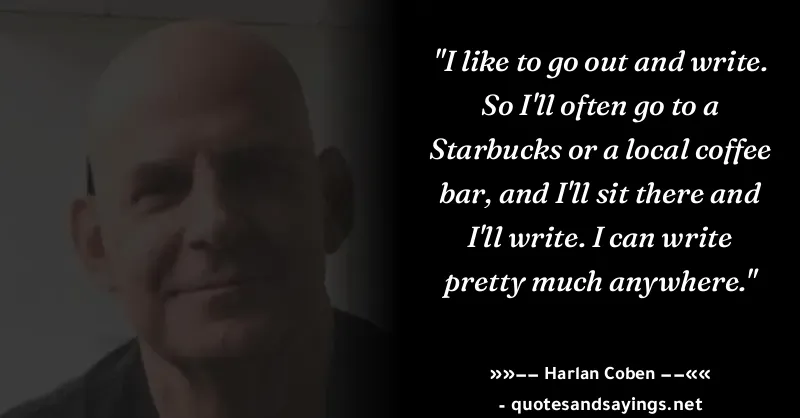 "I like to go out and write.
So I'll often go to a
Starbucks or a local coffee
bar, and I'll sit there and
I'll write. I can write
pretty much anywhere."
»»−− Harlan Coben −−««
- quotesandsayings.net